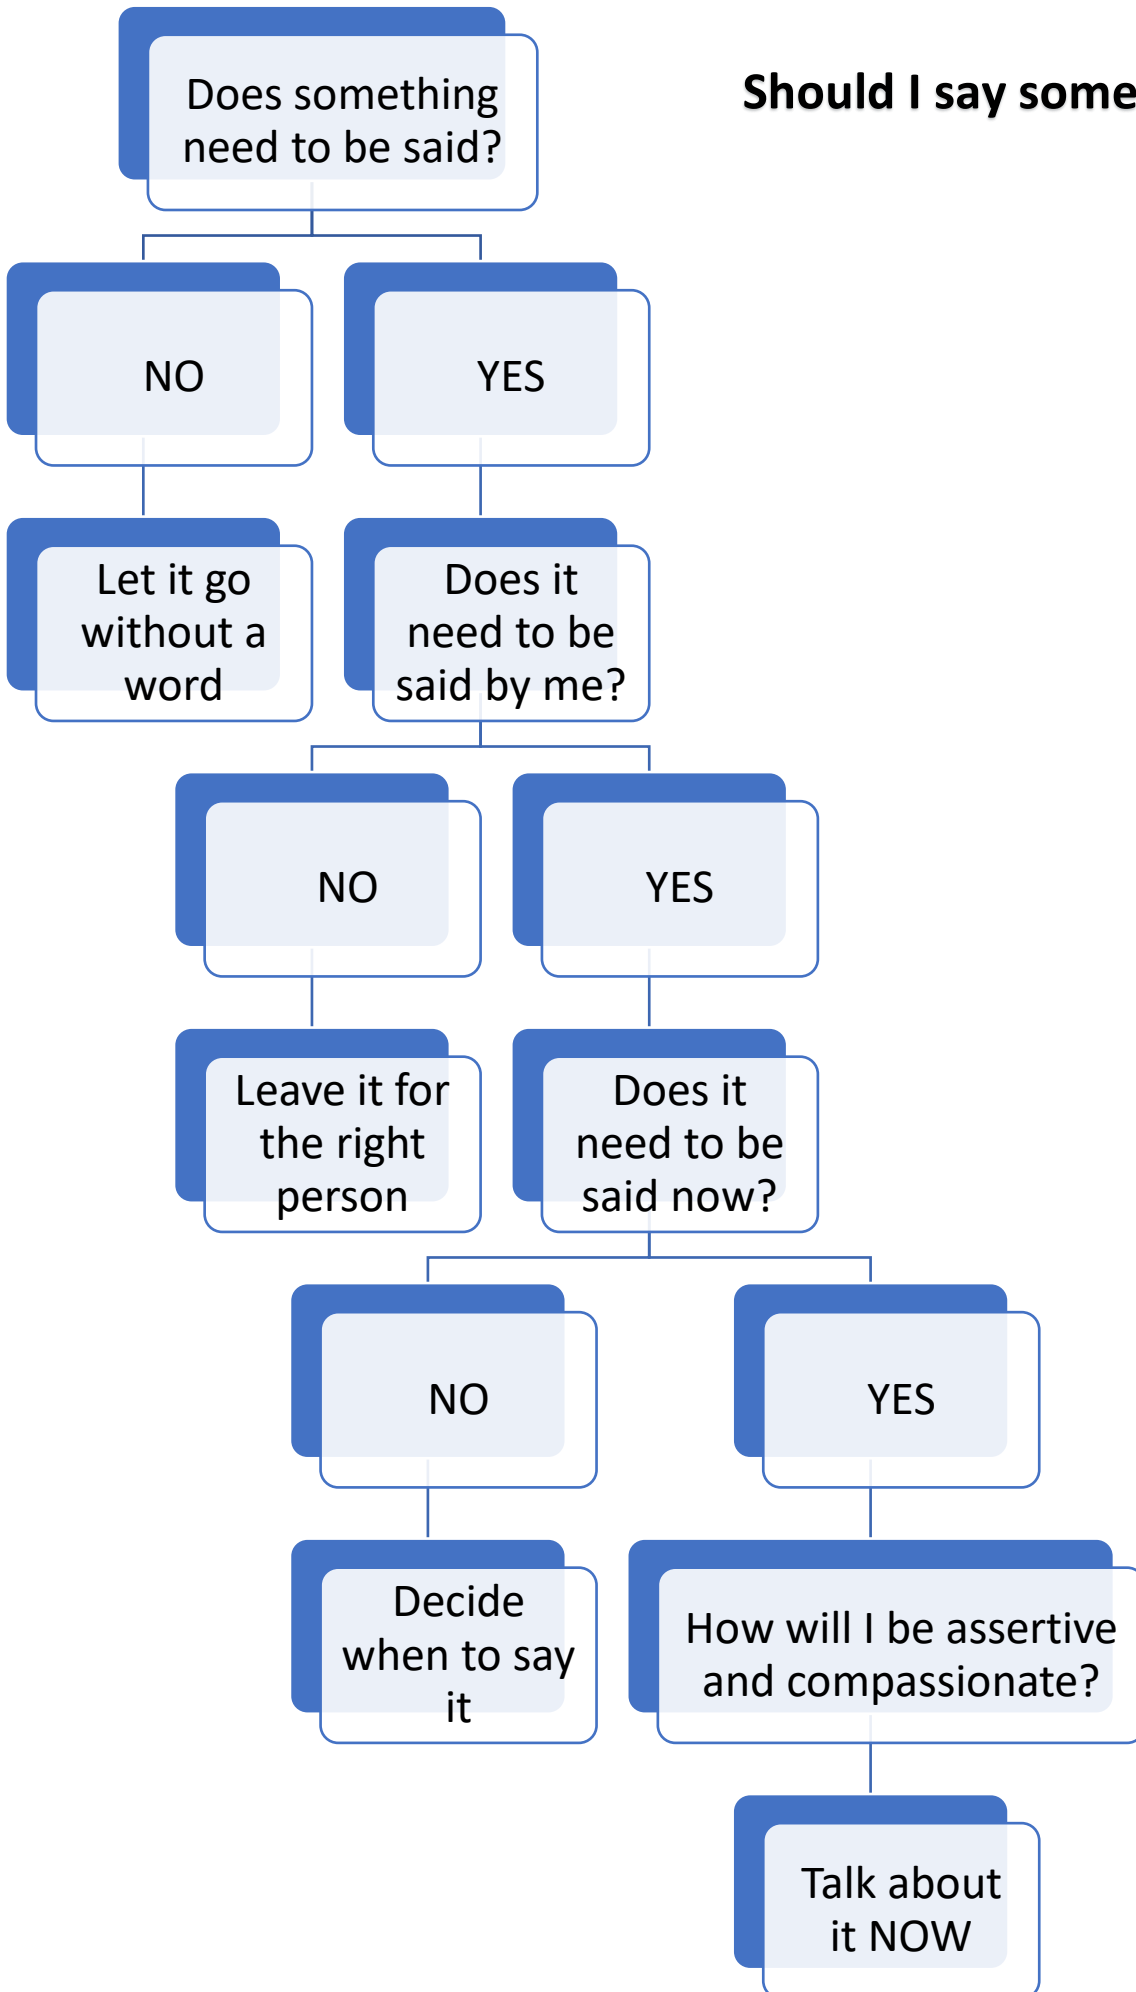 Should I say some
Does something
need to be said?
NO
YES
Let it go
without a
word
Does it
need to be
said by me?
NO
YES
Leave it for
the right
person
Does it
need to be
said now?
NO
YES
Decide
when to say
it
How will I be assertive
and compassionate?
Talk about
it NOW